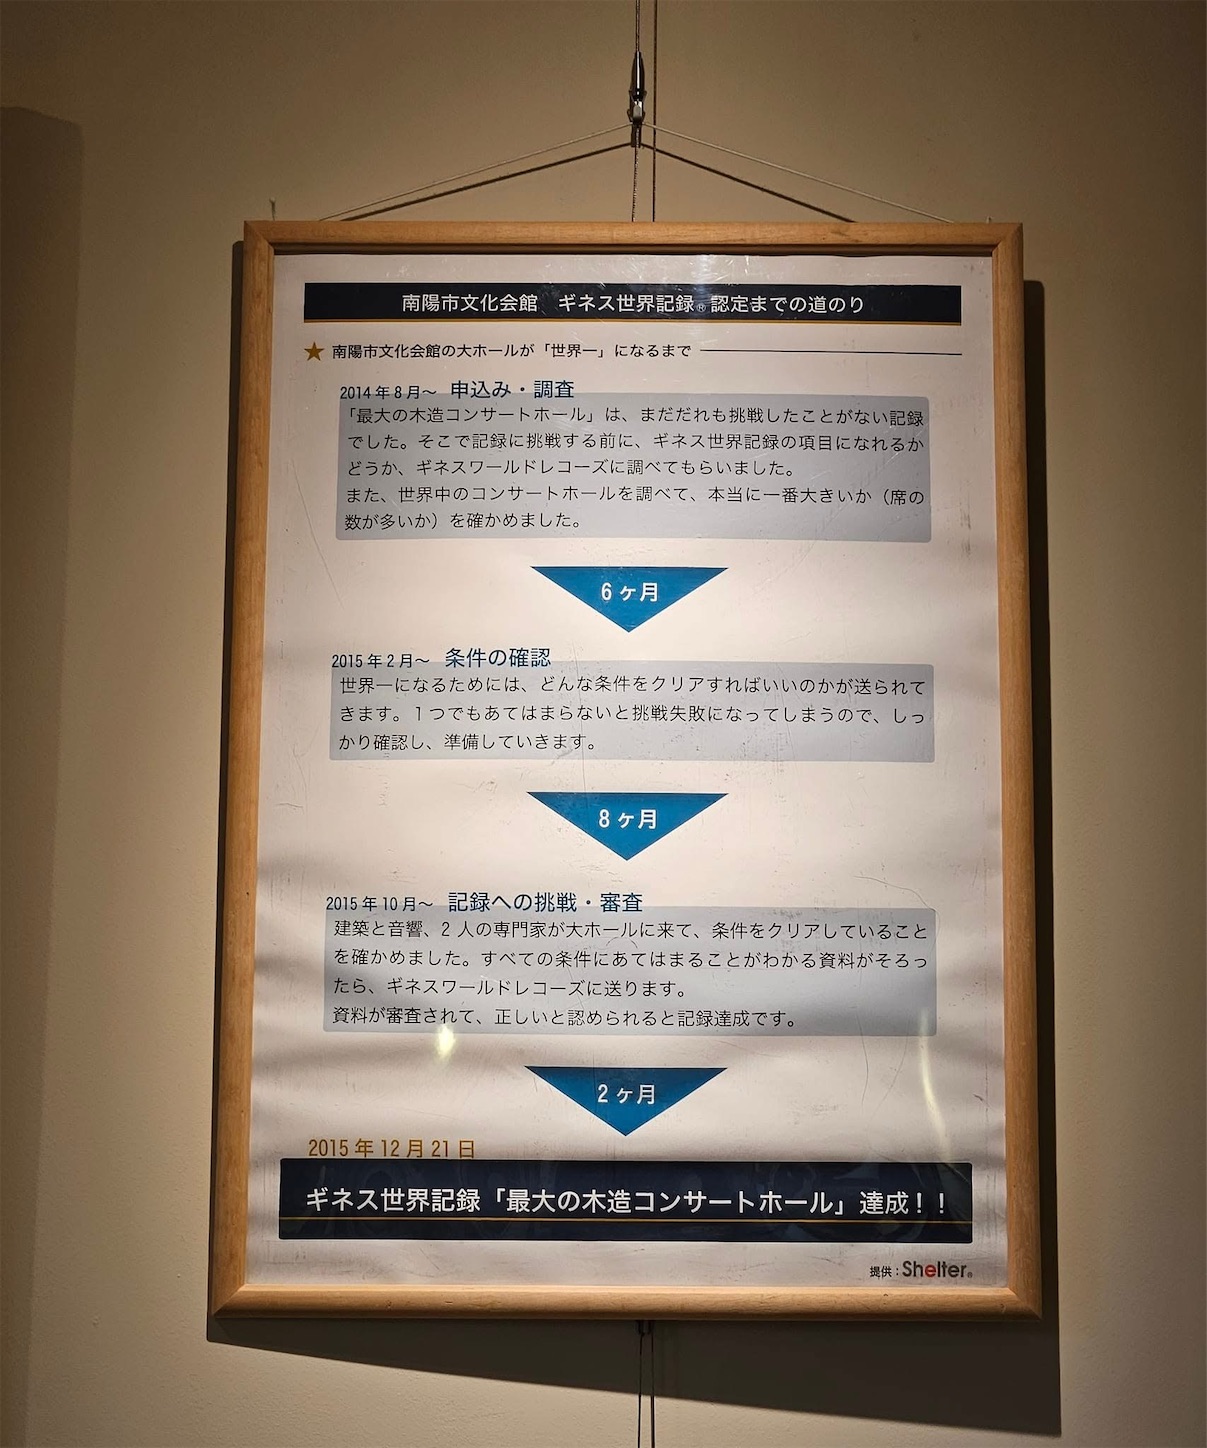 南陽市文化会館 ギネス世界記録® 認定までの道のり
★ 南陽市文化会館の大ホールが「世界一」になるまで
2014年8月～ 申込み・調査
「最大の木造コンサートホール」は、まだだれも挑戦したことがない記録
でした。そこで記録に挑戦する前に、ギネス世界記録の項目になれるか
どうか、ギネスワールドレコーズに調べてもらいました。
また、世界中のコンサートホールを調べて、本当に一番大きいか（席の
数が多いか）を確かめました。
6ヶ月
2015年2月～ 条件の確認
世界一になるためには、どんな条件をクリアすればいいのかが送られて
きます。1つでもあてはまらないと挑戦失敗になってしまうので、しっ
かり確認し、準備していきます。
8ヶ月
2015年10月～ 記録への挑戦・審査
建築と音響、2人の専門家が大ホールに来て、条件をクリアしていること
を確かめました。すべての条件にあてはまることがわかる資料がそろっ
たら、ギネスワールドレコーズに送ります。
資料が審査されて、正しいと認められると記録達成です。
2ヶ月
2015年12月21日
ギネス世界記録「最大の木造コンサートホール」達成！！
提供：Shelter®